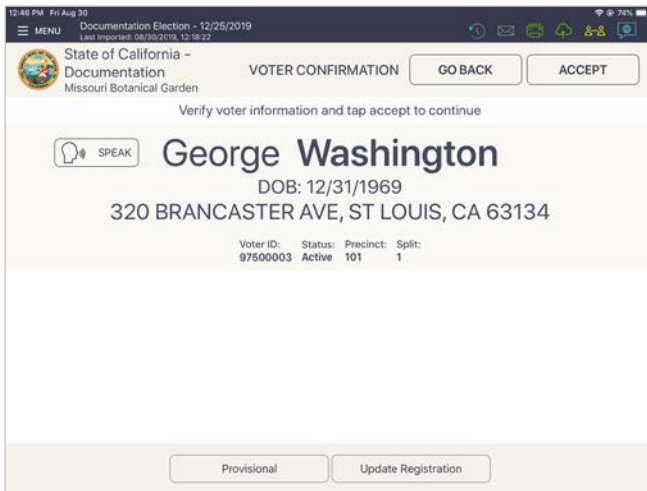 12:46 PM Fri Aug 30
74%
MENU
Documentation Election - 12/25/2019
Last Imported: 08/30/2019, 12:18:22
State of California -
Documentation
Missouri Botanical Garden
VOTER CONFIRMATION
GO BACK
ACCEPT
Verify voter information and tap accept to continue
SPEAK
George Washington
DOB: 12/31/1969
320 BRANCASTER AVE, ST LOUIS, CA 63134
Voter ID: Status: Precinct: Split:
97500003 Active 101 1
Provisional
Update Registration